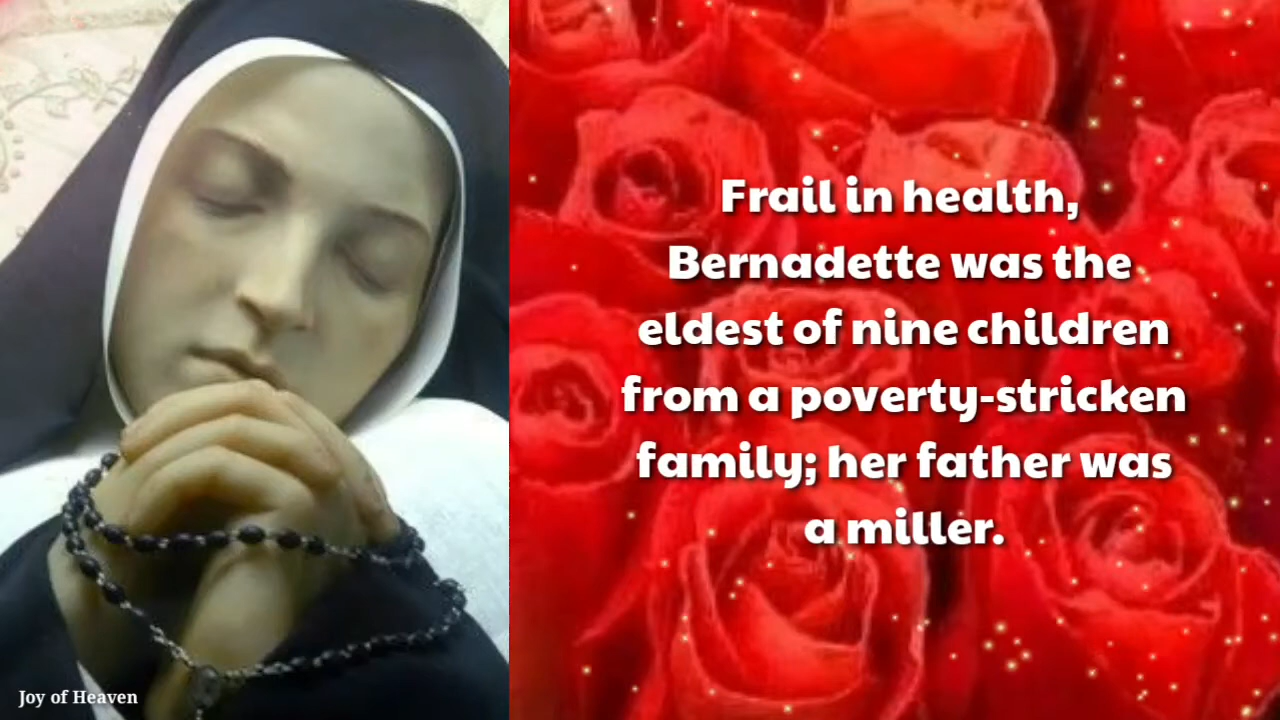 Frail in health,
Bernadette was the
eldest of nine children
from a poverty-stricken
family; her father was
a miller.
Joy of Heaven